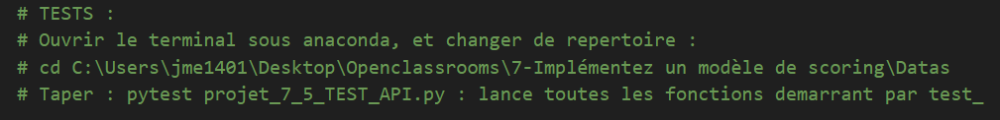 # TESTS :
# Ouvrir le terminal sous anaconda, et changer de repertoire :
# cd C:\Users\jme1401\Desktop\Openclassrooms\7-Implémentez un modèle de scoring\Datas
# Taper : pytest projet_7_5_TEST_API.py : lance toutes les fonctions demarrant par test_